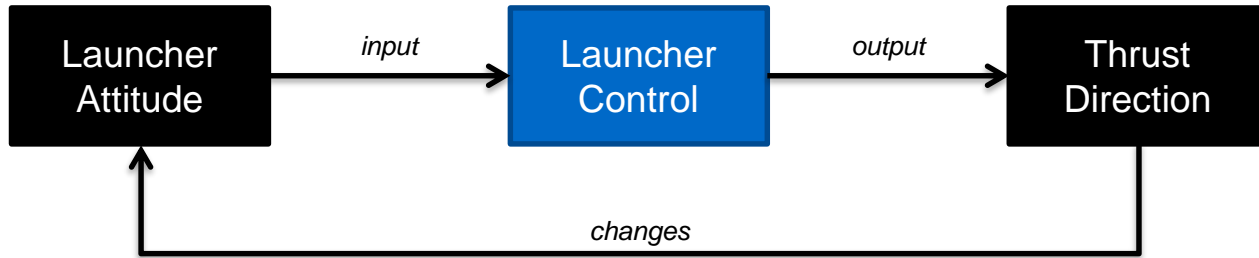 Launcher
Attitude
input
Launcher
Control
output
Thrust
Direction
changes